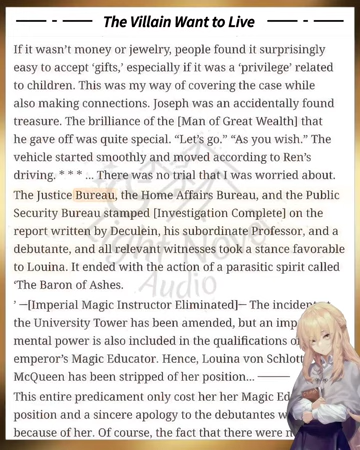 The Villain Want to Live
If it wasn't money or jewelry, people found it surprisingly
easy to accept 'gifts,' especially if it was a 'privilege' related
to children. This was my way of covering the case while
also making connections. Joseph was an accidentally found
treasure. The brilliance of the [Man of Great Wealth] that
he gave off was quite special. “Let's go.” “As you wish.” The
vehicle started smoothly and moved according to Ren's
driving. * * * ... There was no trial that I was worried about.
The Justice Bureau, the Home Affairs Bureau, and the Public
Security Bureau stamped [Investigation Complete] on the
report written by Deculein, his subordinate Professor, and a
debutante, and all relevant witnesses took a stance favorable
to Louina. It ended with the action of a parasitic spirit called
'The Baron of Ashes.
' ─[Imperial Magic Instructor Eliminated]─ The
the University Tower has been amended, but an
mental power is also included in the qualifications
emperor's Magic Educator. Hence, Louina von
McQueen has been stripped of her position... ───
This entire predicament only cost her her Magic
position and a sincere apology to the debutantes
because of her. Of course, the fact that there were
Light Novel
Audio